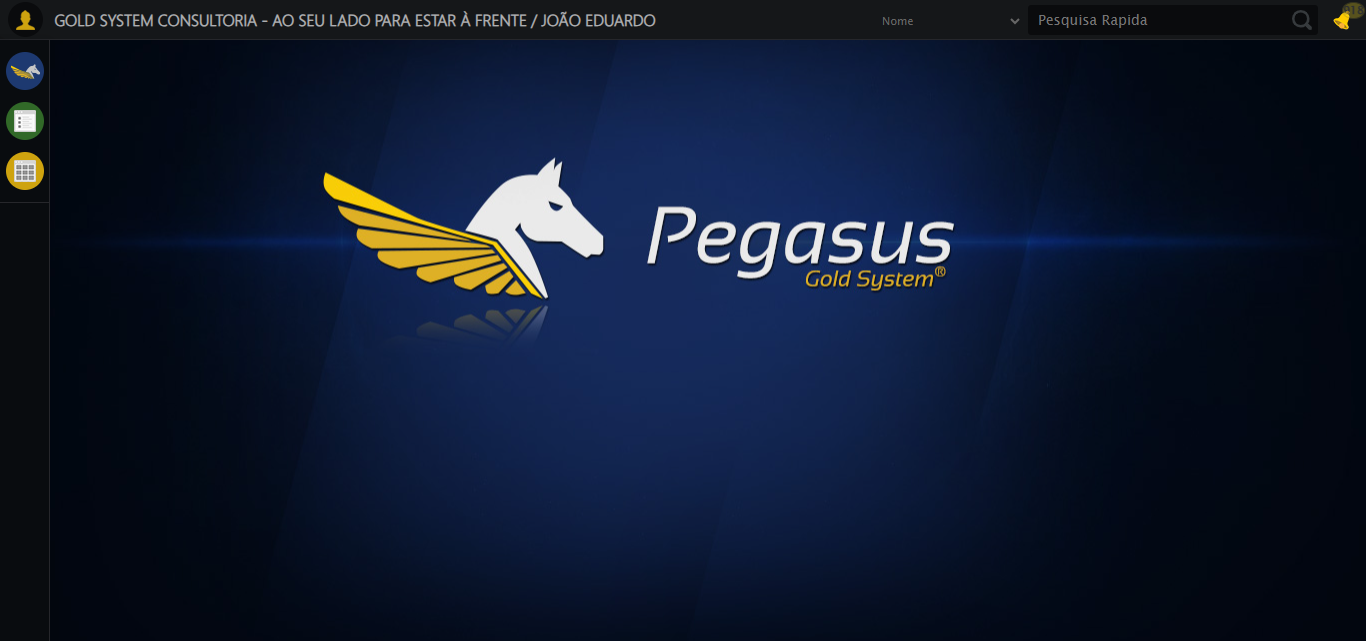 GOLD SYSTEM CONSULTORIA - AO SEU LADO PARA ESTAR À FRENTE / JOÃO EDUARDO
Nome
Pesquisa Rapida
Pegasus
Gold System®